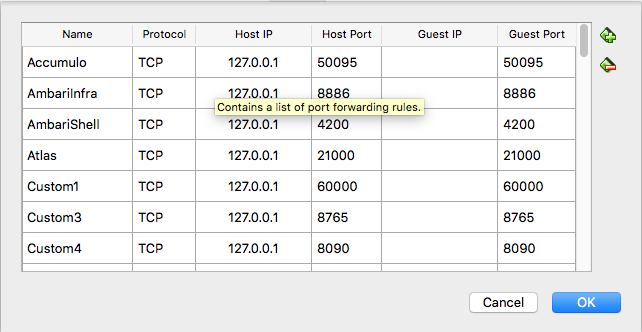 Name Protocol Host IP Host Port Guest IP Guest Port
Accumulo TCP 127.0.0.1 50095 50095
AmbariInfra TCP 127.0.0.1 8886 8886
Contains a list of port forwarding rules.
AmbariShell TCP 127.0.0.1 4200 4200
Atlas TCP 127.0.0.1 21000 21000
Custom1 TCP 127.0.0.1 60000 60000
Custom3 TCP 127.0.0.1 8765 8765
Custom4 TCP 127.0.0.1 8090 8090
Cancel OK